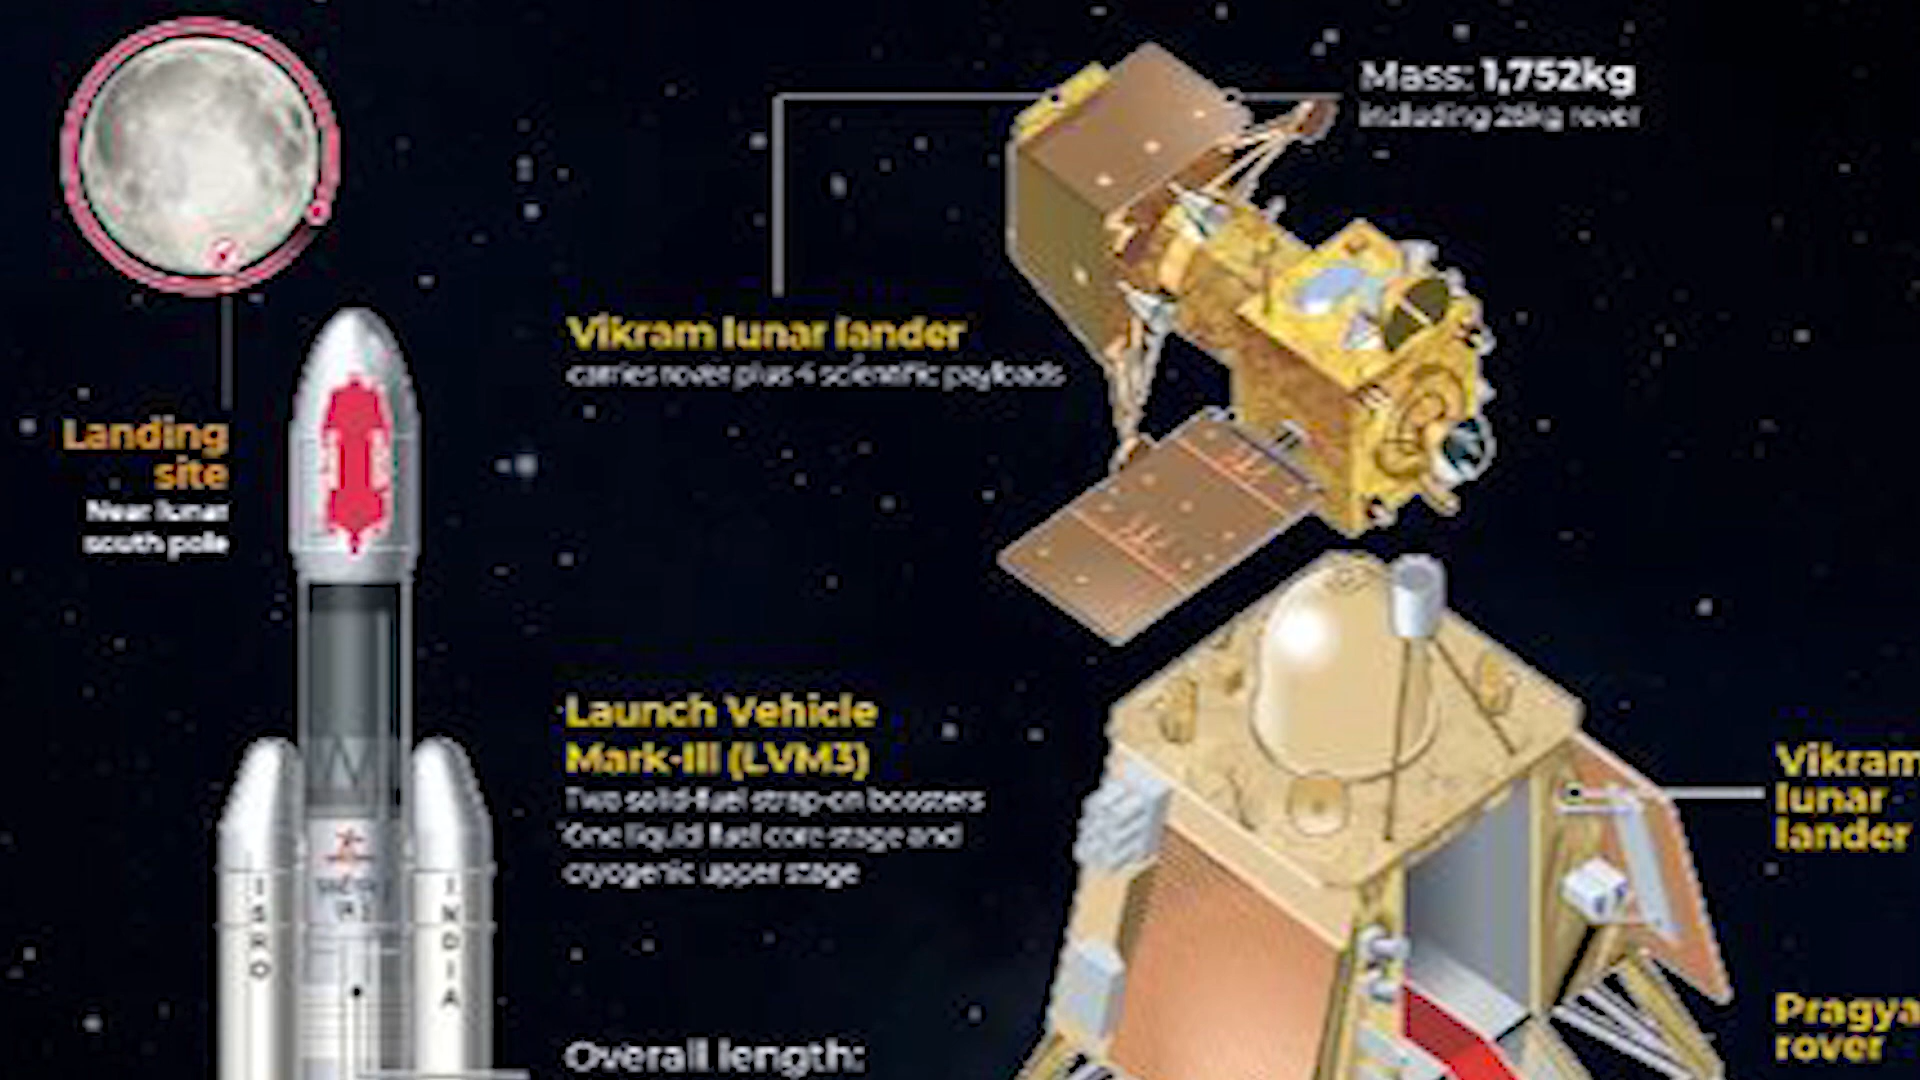 Mass: 1,752kg
including 26kg rover
Vikram lunar lander
carries rover plus 4 scientific payloads
Landing
site
Near lunar
south pole
Launch Vehicle
Mark-III (LVM3)
Two solid-fuel strap-on boosters
One liquid-fuel core stage and
cryogenic upper stage
Vikram
lunar
lander
ISRO
INDIA
Pragya
rover
Overall length: